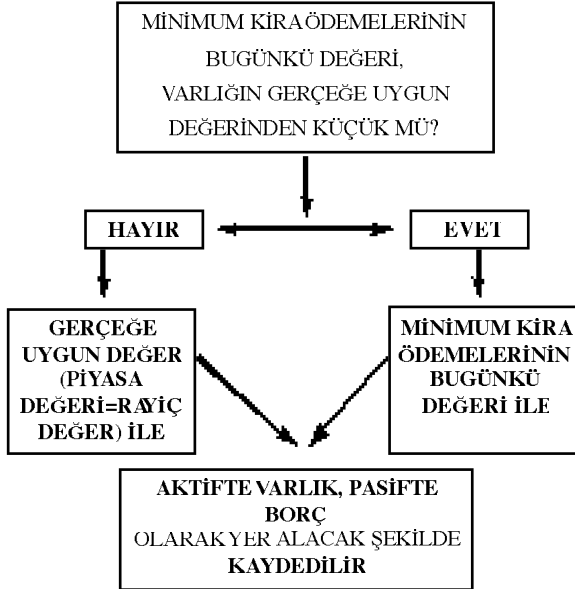 MİNİMUM KİRA ÖDEMELERİNİN
BUGÜNKÜ DEĞERİ,
VARLIĞIN GERÇEĞE UYGUN
DEĞERİNDEN KÜÇÜK MÜ?
HAYIR
EVET
GERÇEĞE
UYGUN DEĞER
(PİYASA
DEĞERİ=RAYİÇ
DEĞER) İLE
MİNİMUM KİRA
ÖDEMELERİNİN
BUGÜNKÜ
DEĞERİ İLE
AKTİFTE VARLIK, PASİFTE
BORÇ
OLARAK YER ALACAK ŞEKİLDE
KAYDEDİLİR